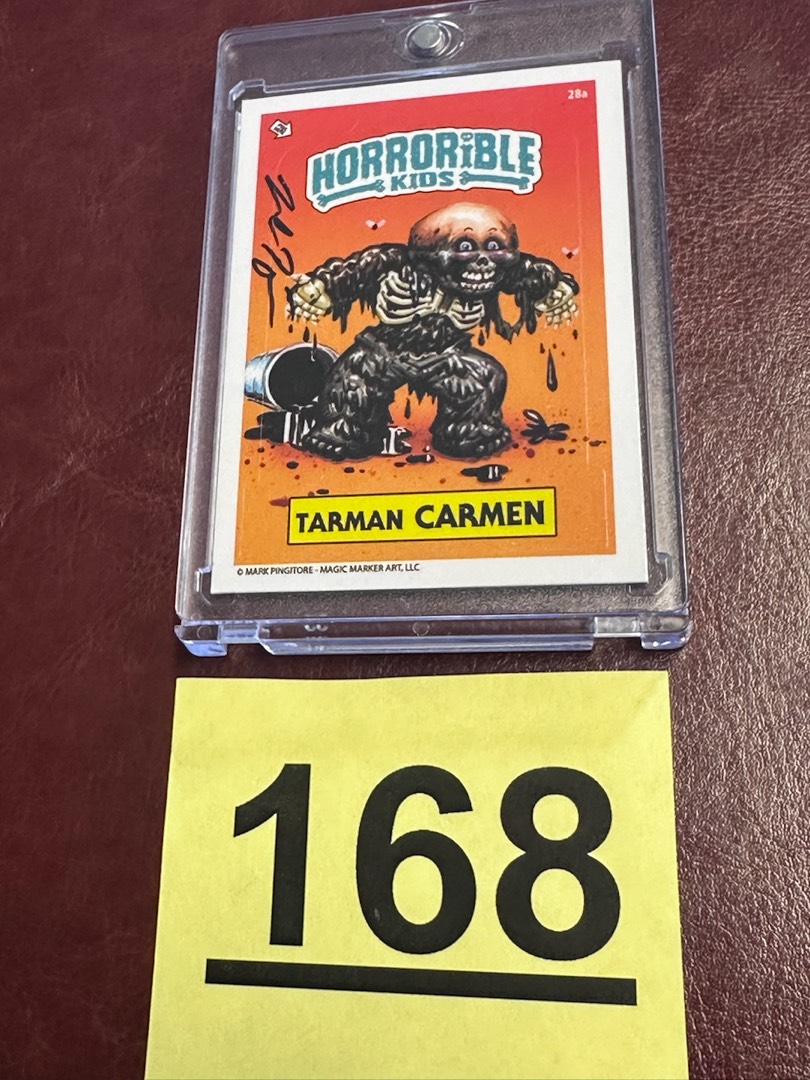 28a
HORRORiBLE
KIDS
TARMAN CARMEN
© MARK PINGITORE - MAGIC MARKER ART, LLC
168